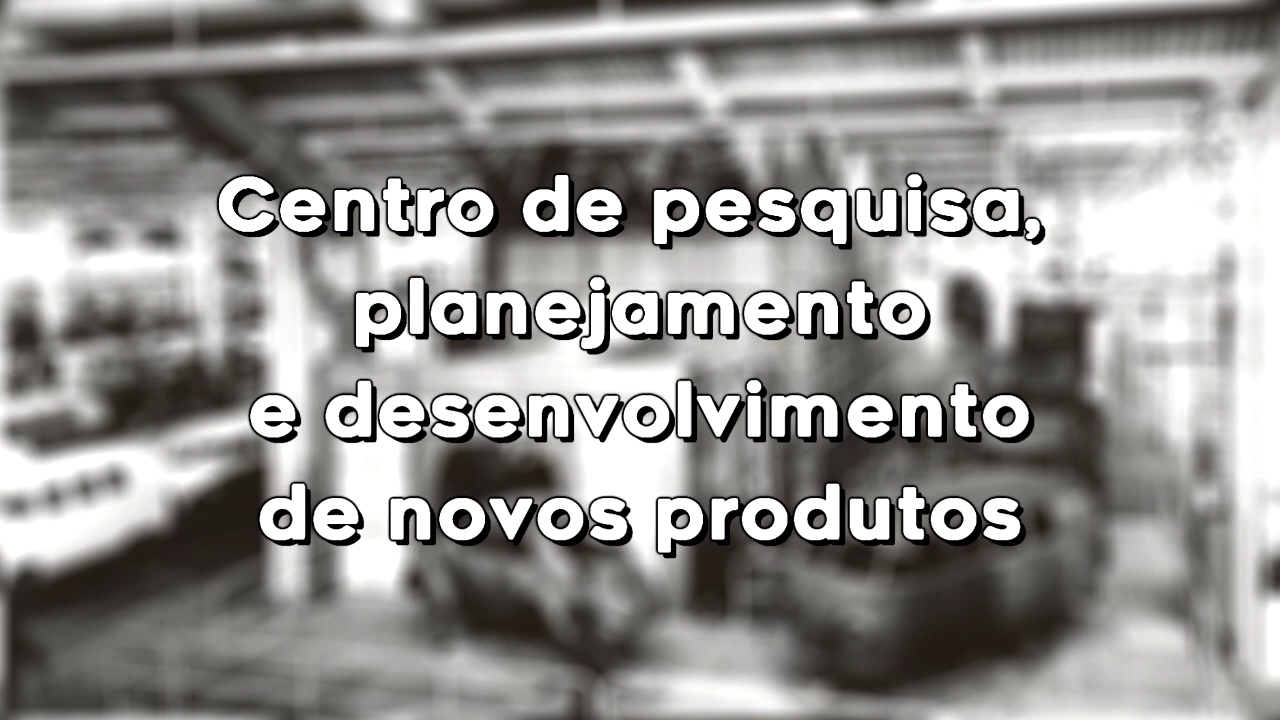 Centro de pesquisa,
planejamento
e desenvolvimento
de novos produtos